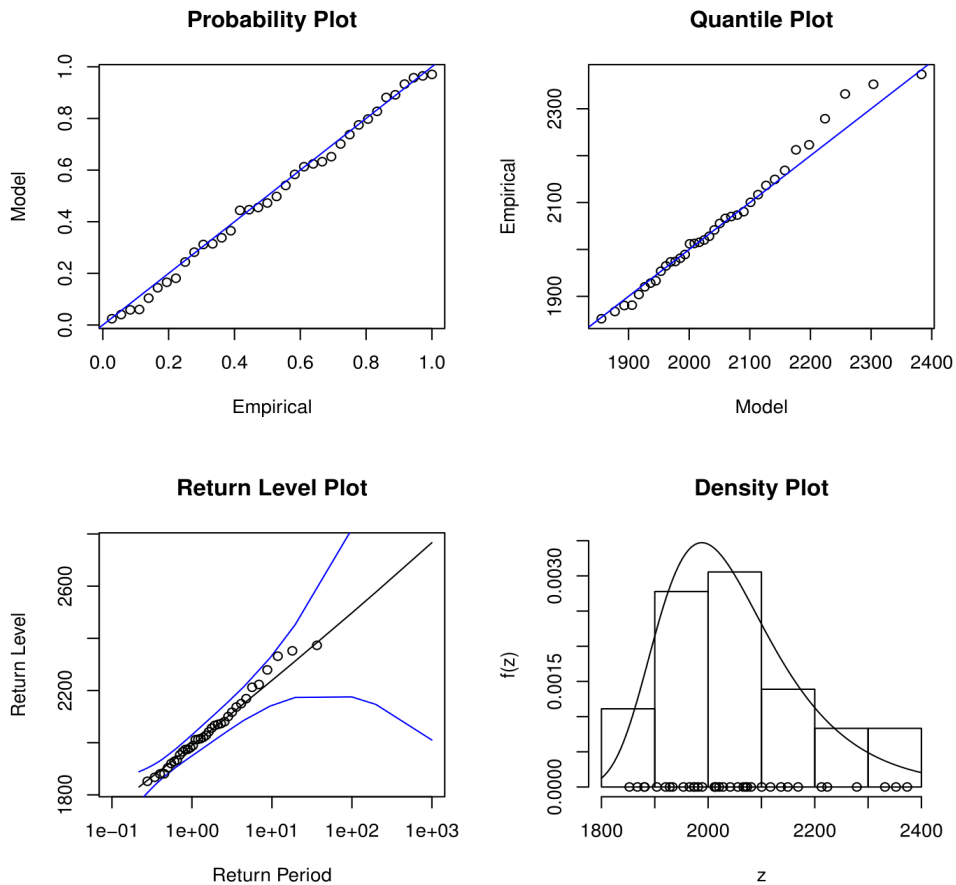 Probability Plot
Model
0.0 0.2 0.4 0.6 0.8 1.0
0.0 0.2 0.4 0.6 0.8 1.0
Empirical
Quantile Plot
Empirical
1900 2100 2300
1900 2000 2100 2200 2300 2400
Model
Return Level Plot
Return Level
1800 2200 2600
1e−01 1e+00 1e+01 1e+02 1e+03
Return Period
Density Plot
f(z)
0.0000 0.0015 0.0030
1800 2000 2200 2400
z